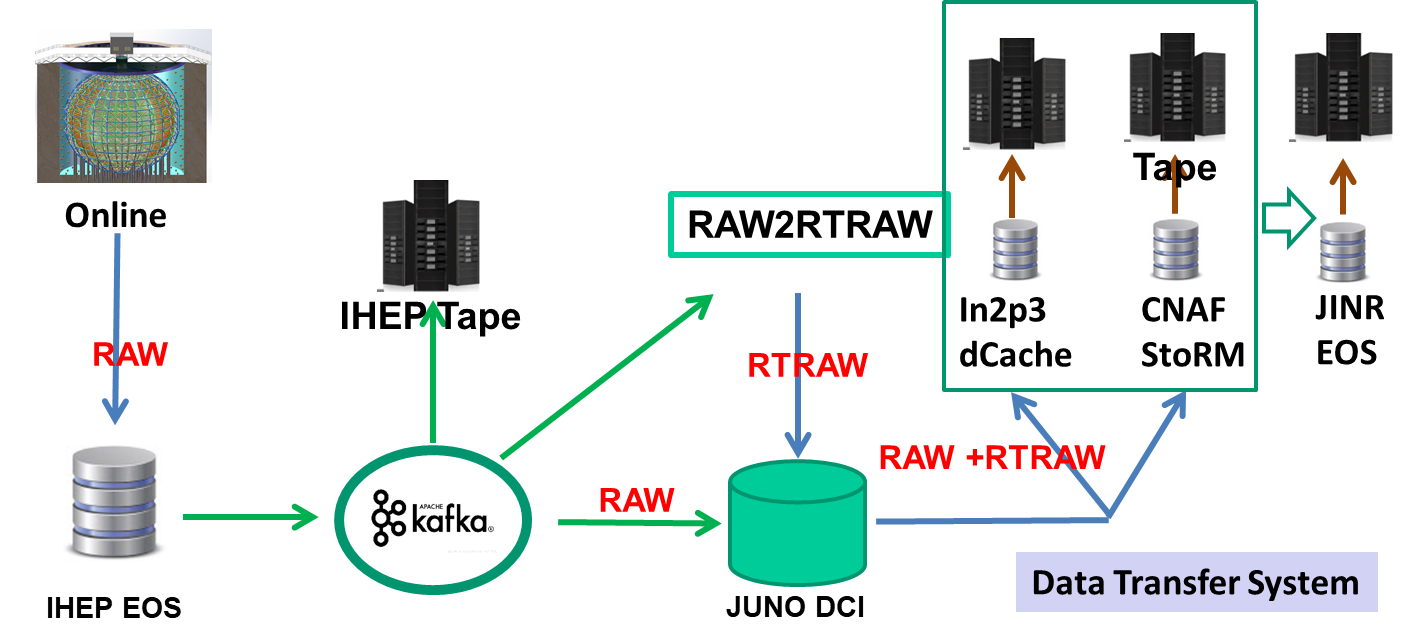 Online
RAW
IHEP EOS
IHEP Tape
APACHE
kafka®
RAW
RAW2RTRAW
RTRAW
JUNO DCI
RAW +RTRAW
Tape
In2p3
dCache
CNAF
StoRM
JINR
EOS
Data Transfer System